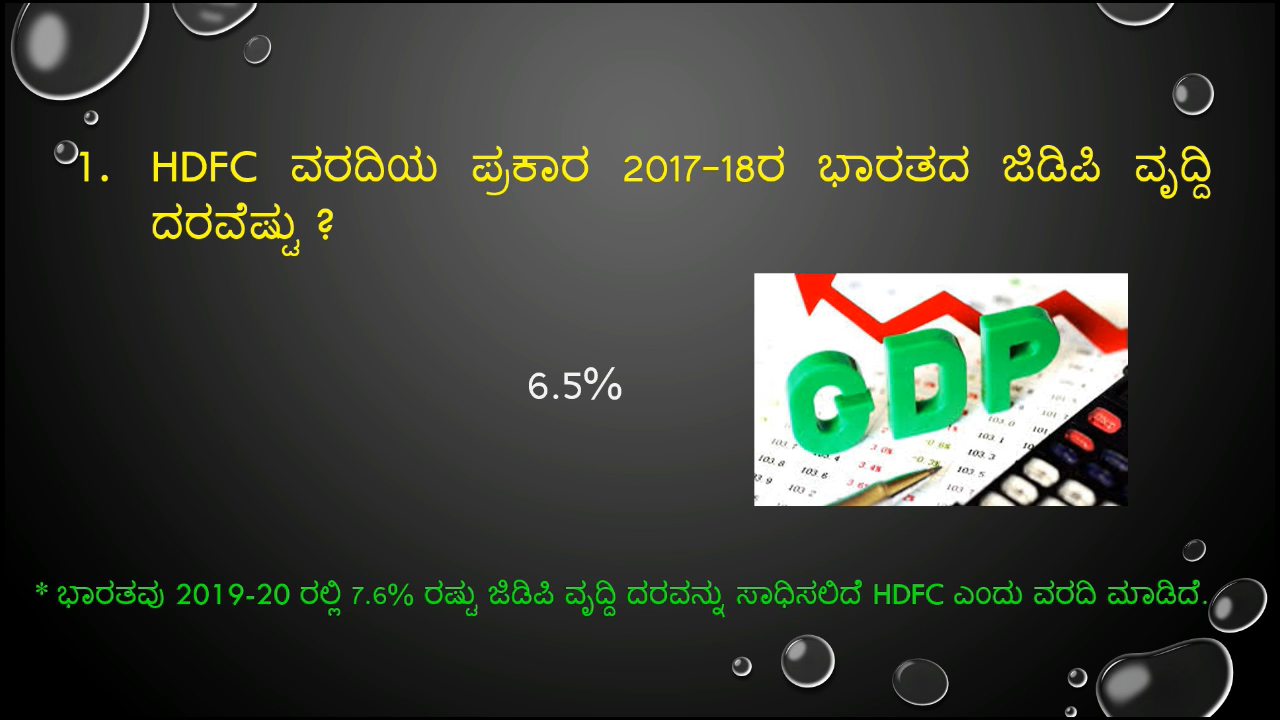 1. HDFC ವರದಿಯ ಪ್ರಕಾರ 2017-18ರ ಭಾರತದ ಜಿಡಿಪಿ ವೃದ್ದಿ
ದರವೆಷ್ಟು ?
GDP
6.5%
* ಭಾರತವು 2019-20 ರಲ್ಲಿ 7.6% ರಷ್ಟು ಜಿಡಿಪಿ ವೃದ್ದಿ ದರವನ್ನು ಸಾಧಿಸಲಿದೆ HDFC ಎಂದು ವರದಿ ಮಾಡಿದೆ.